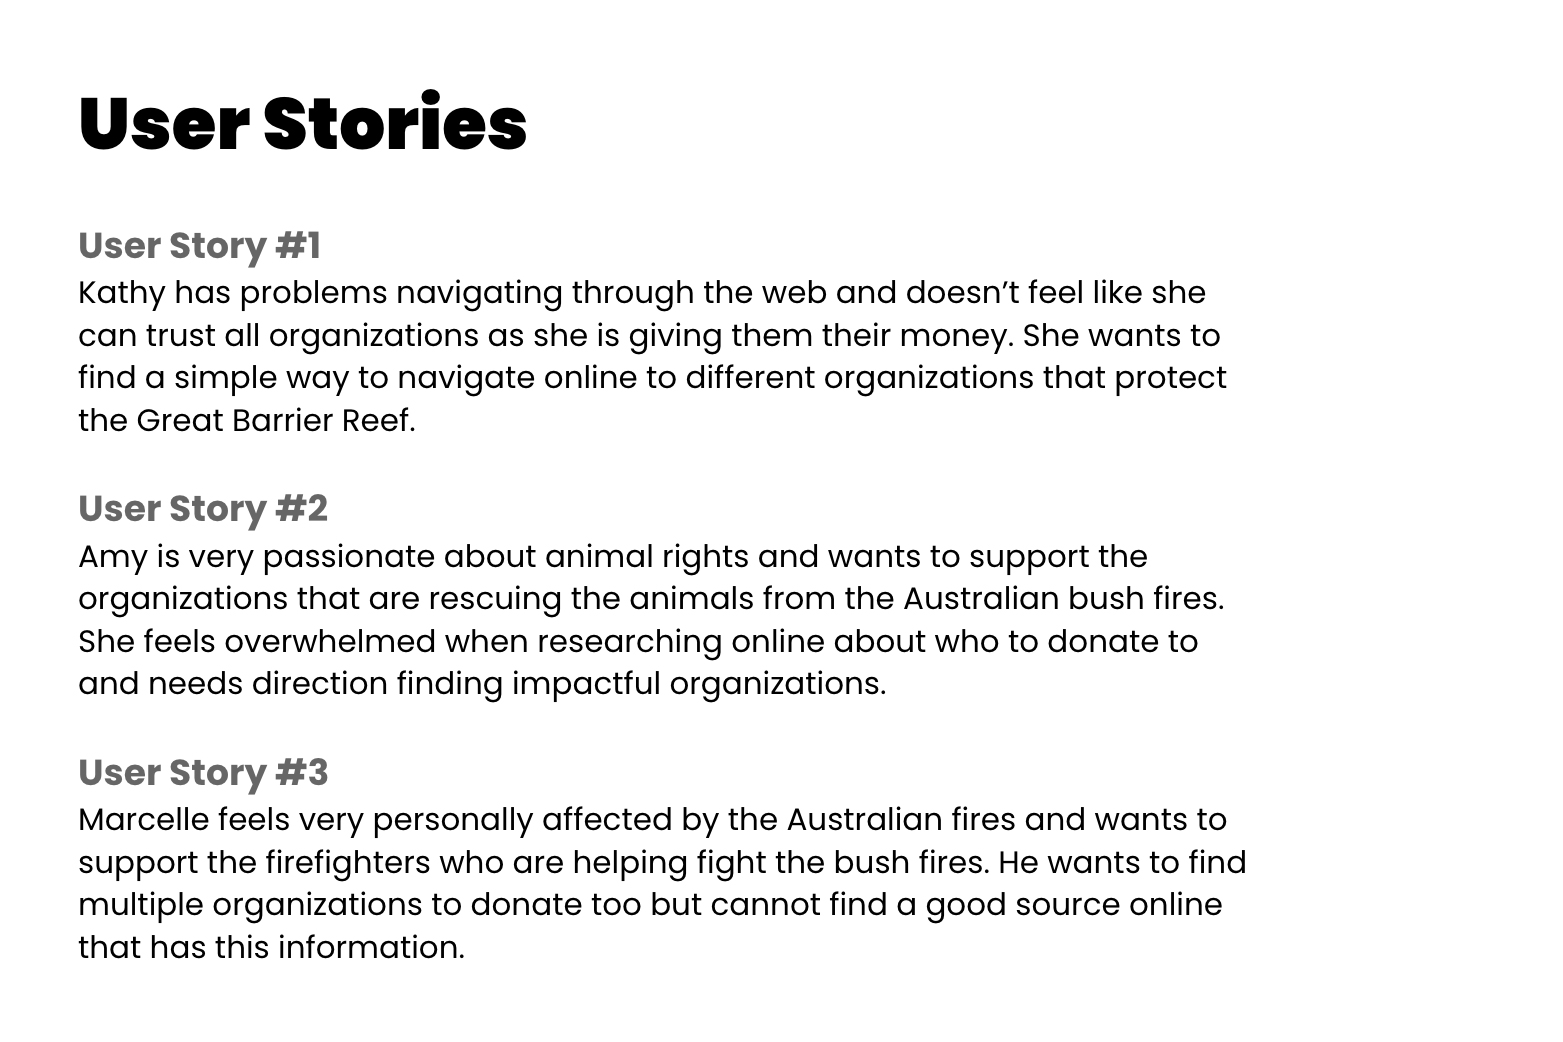 User Stories
User Story #1
Kathy has problems navigating through the web and doesn’t feel like she
can trust all organizations as she is giving them their money. She wants to
find a simple way to navigate online to different organizations that protect
the Great Barrier Reef.
User Story #2
Amy is very passionate about animal rights and wants to support the
organizations that are rescuing the animals from the Australian bush fires.
She feels overwhelmed when researching online about who to donate to
and needs direction finding impactful organizations.
User Story #3
Marcelle feels very personally affected by the Australian fires and wants to
support the firefighters who are helping fight the bush fires. He wants to find
multiple organizations to donate too but cannot find a good source online
that has this information.